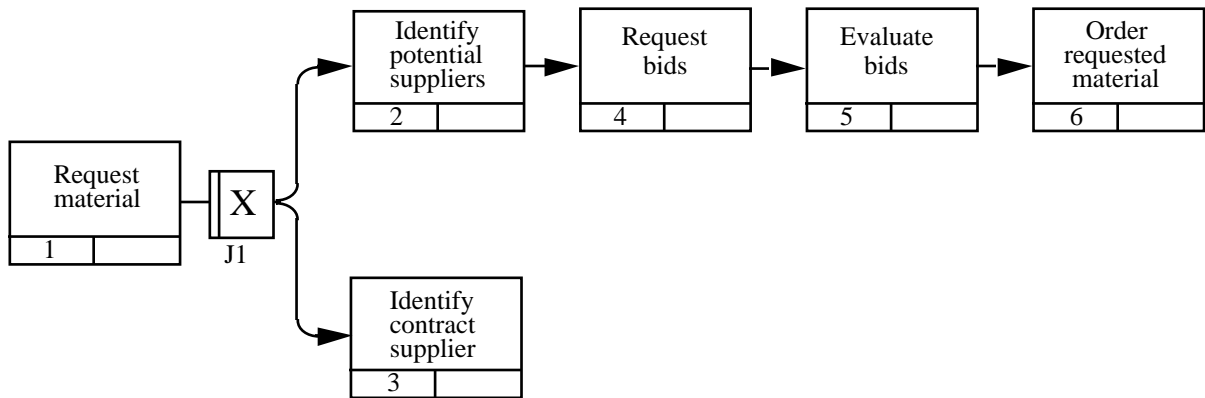 Identify
potential
suppliers
2
Request
bids
4
Evaluate
bids
5
Order
requested
material
6
Request
material
1
X
J1
Identify
contract
supplier
3